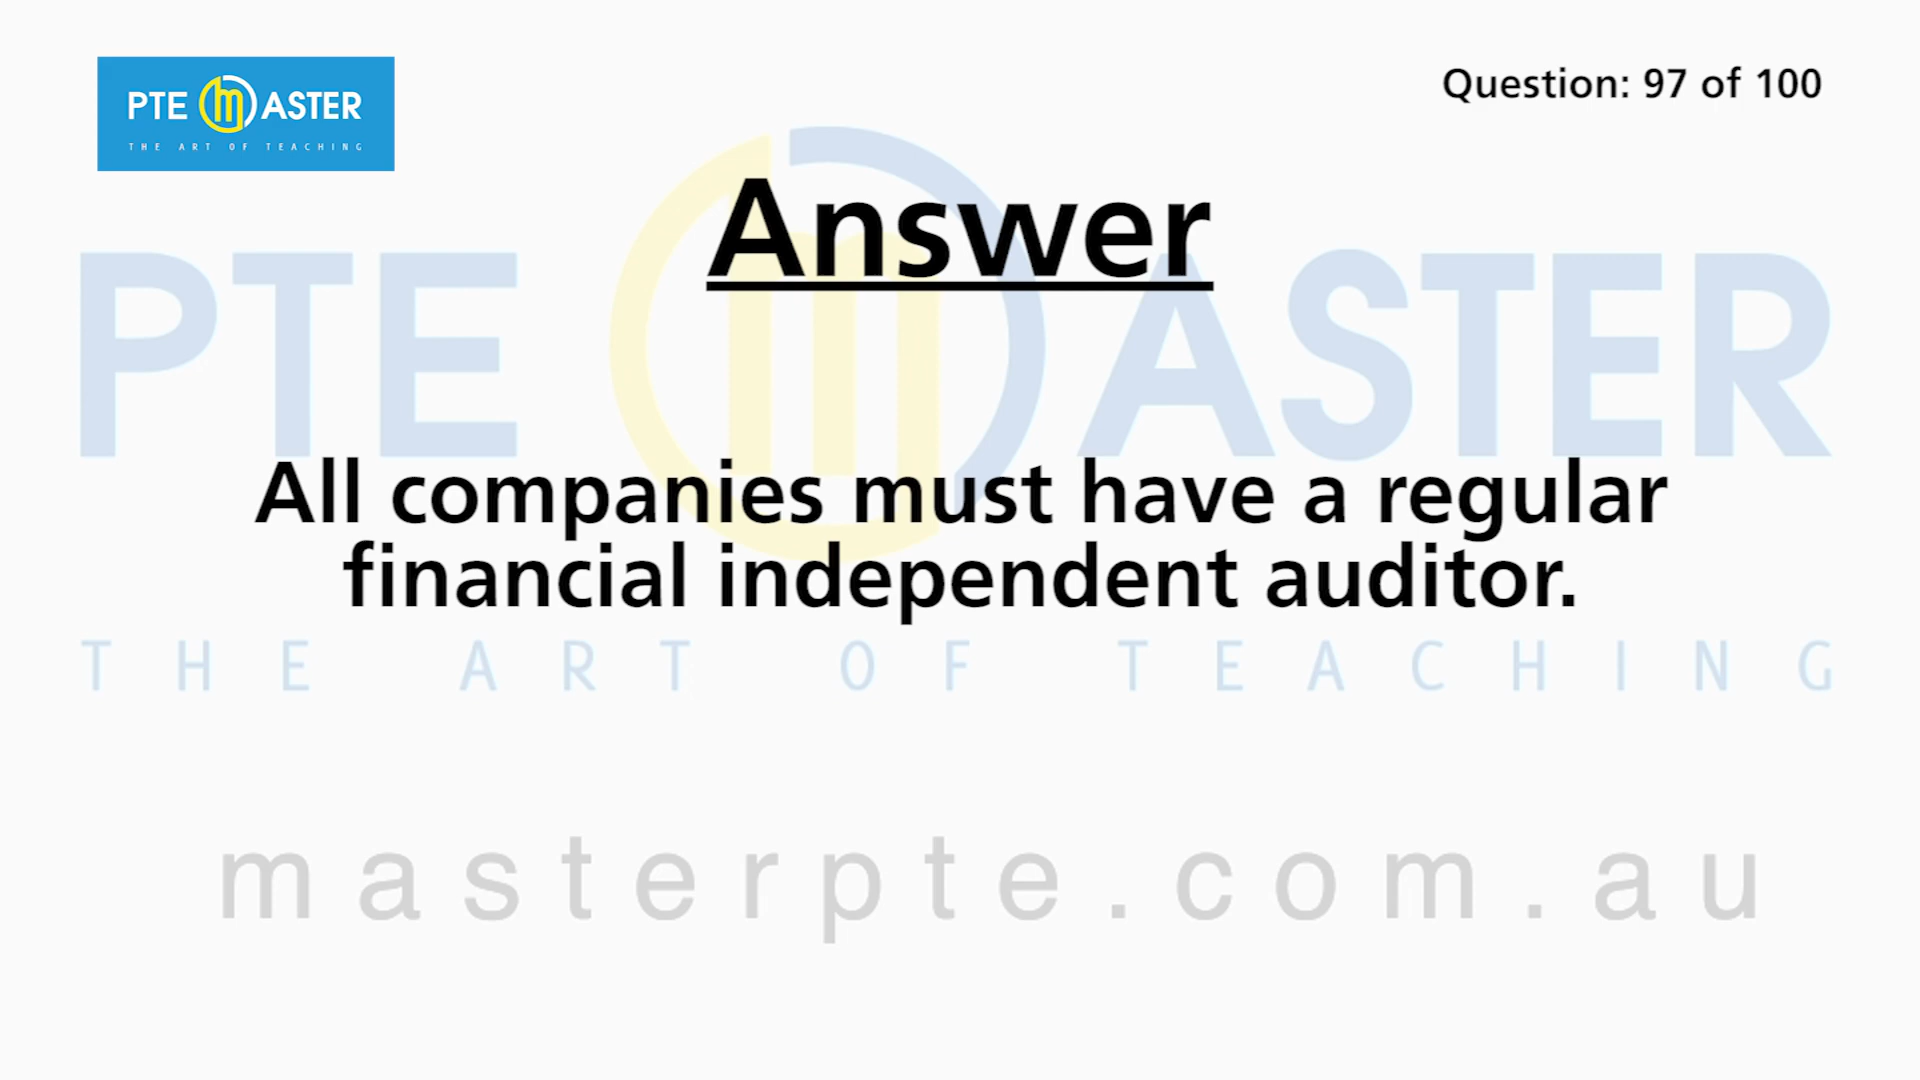 PTE MASTER
THE ART OF TEACHING
Question: 97 of 100
Answer
PTE MASTER
All companies must have a regular
financial independent auditor.
THE ART OF TEACHING
masterpte.com.au